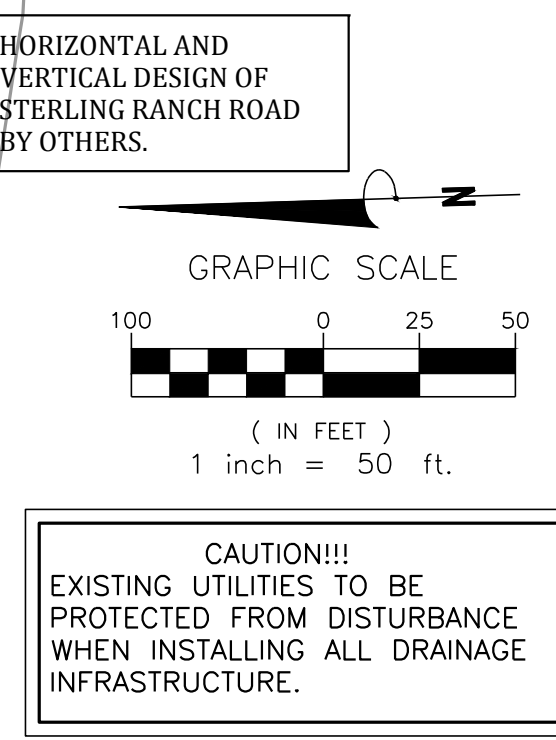 HORIZONTAL AND
VERTICAL DESIGN OF
STERLING RANCH ROAD
BY OTHERS.
N
GRAPHIC SCALE
100 0 25 50
( IN FEET )
1 inch = 50 ft.
CAUTION!!!
EXISTING UTILITIES TO BE
PROTECTED FROM DISTURBANCE
WHEN INSTALLING ALL DRAINAGE
INFRASTRUCTURE.